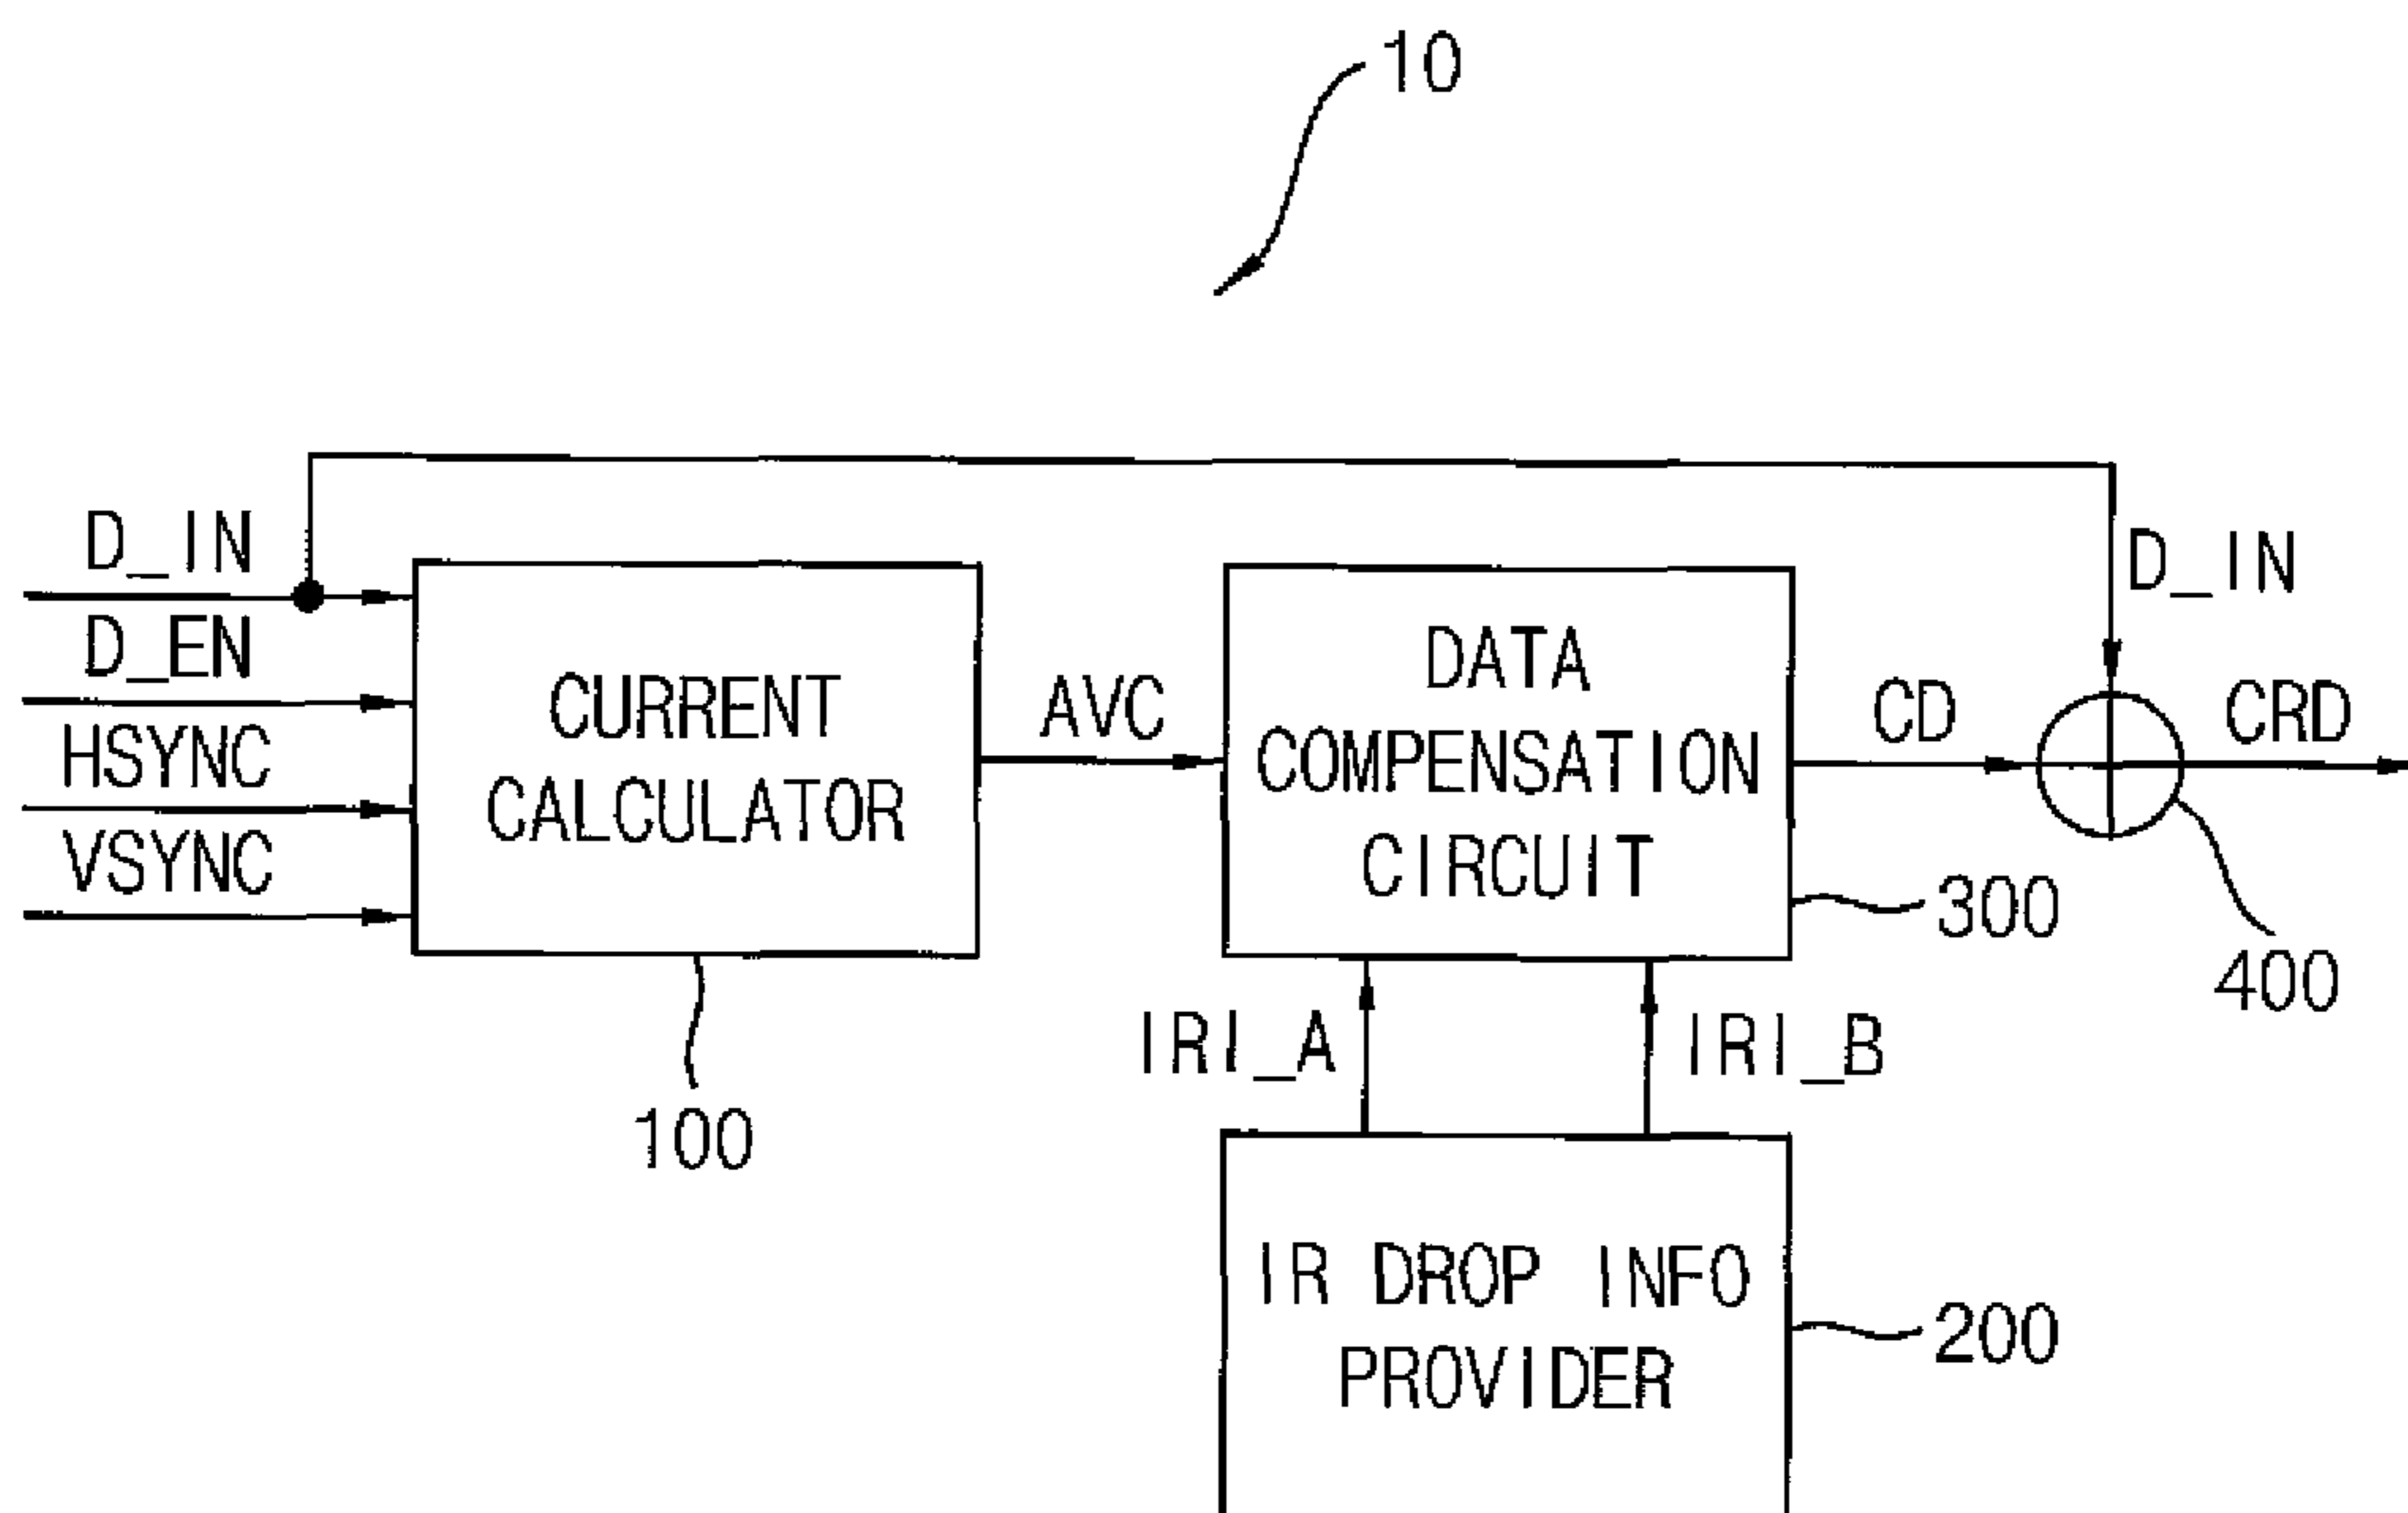 10
D_IN
D_EN
HSYNC
VSYNC
CURRENT
CALCULATOR
100
AVC
DATA
COMPENSATION
CIRCUIT
300
CD
D_IN
CRD
400
IRI_A
IRI_B
IR DROP INFO
PROVIDER
200